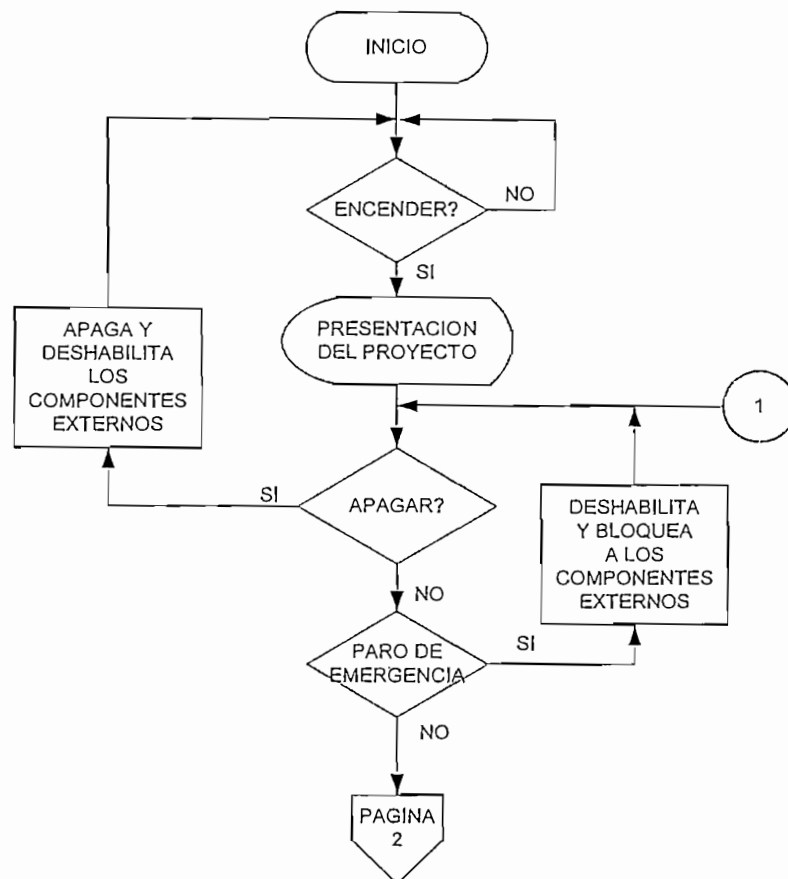 INICIO
ENCENDER?
NO
SI
PRESENTACION
DEL PROYECTO
APAGA Y
DESHABILITA
LOS
COMPONENTES
EXTERNOS
1
SI
APAGAR?
DESHABILITA
Y BLOQUEA
A LOS
COMPONENTES
EXTERNOS
NO
PARO DE
EMERGENCIA
SI
NO
PAGINA
2